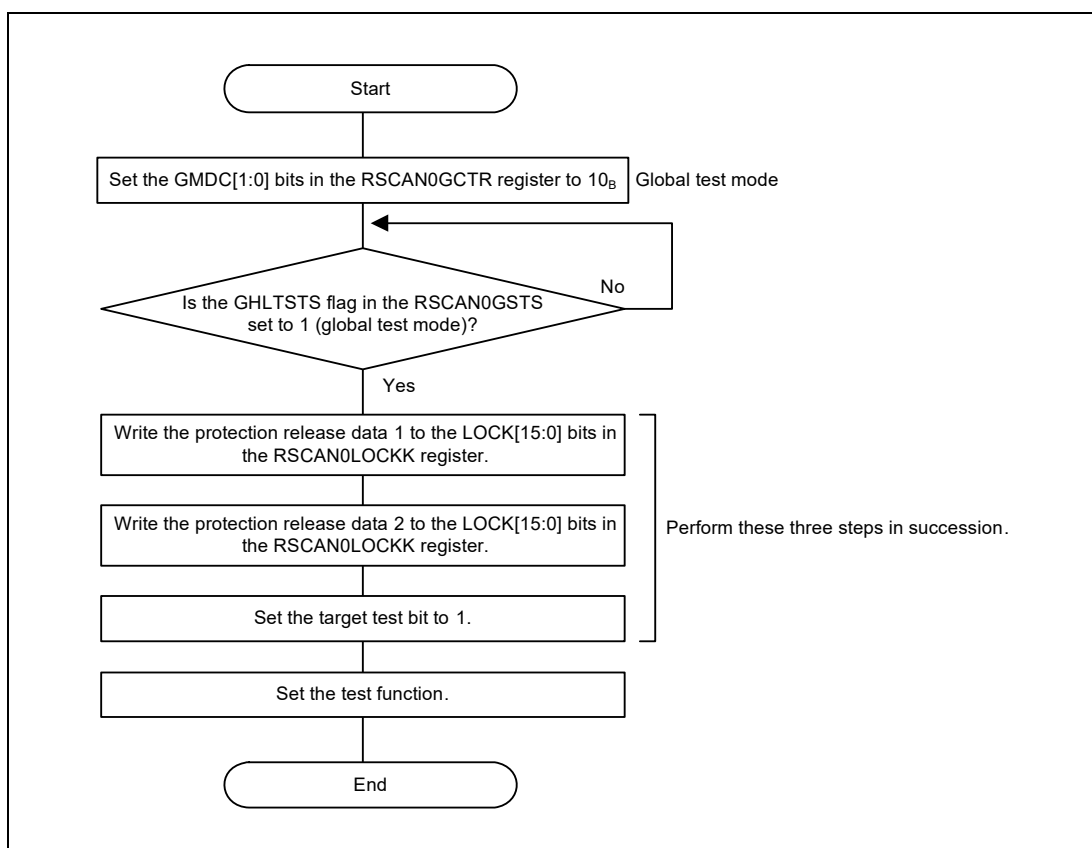 Start
Set the GMDC[1:0] bits in the RSCAN0GCTR register to 10B
Global test mode
No
Is the GHLTSTS flag in the RSCAN0GSTS
set to 1 (global test mode)?
Yes
Write the protection release data 1 to the LOCK[15:0] bits in
the RSCAN0LOCKK register.
Write the protection release data 2 to the LOCK[15:0] bits in
the RSCAN0LOCKK register.
Perform these three steps in succession.
Set the target test bit to 1.
Set the test function.
End